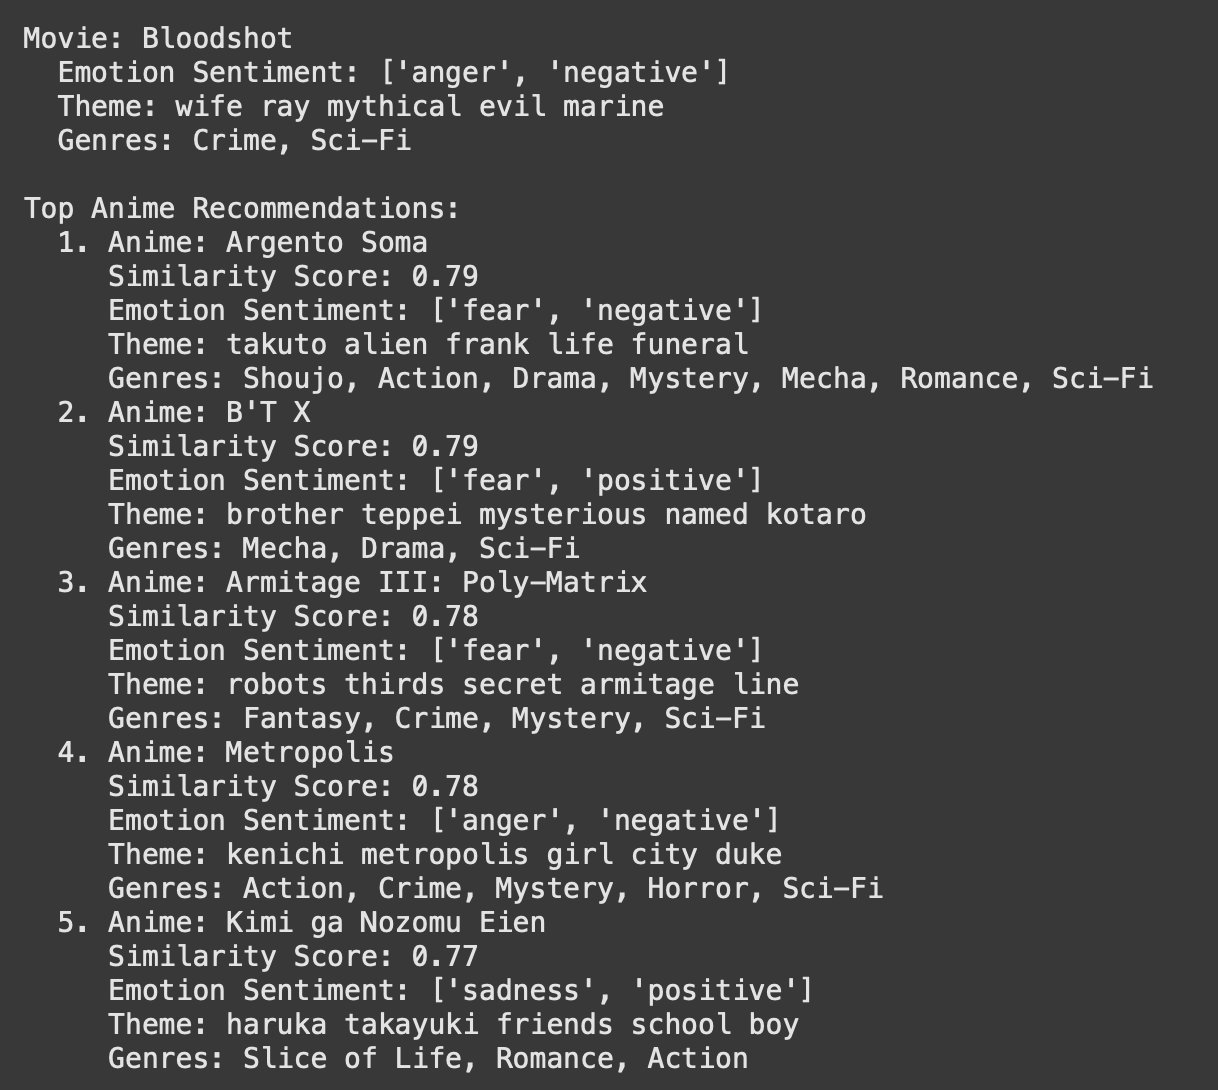 Movie: Bloodshot
Emotion Sentiment: ['anger', 'negative']
Theme: wife ray mythical evil marine
Genres: Crime, Sci-Fi
Top Anime Recommendations:
1. Anime: Argento Soma
Similarity Score: 0.79
Emotion Sentiment: ['fear', 'negative']
Theme: takuto alien frank life funeral
Genres: Shoujo, Action, Drama, Mystery, Mecha, Romance, Sci-Fi
2. Anime: B'T X
Similarity Score: 0.79
Emotion Sentiment: ['fear', 'positive']
Theme: brother teppei mysterious named kotaro
Genres: Mecha, Drama, Sci-Fi
3. Anime: Armitage III: Poly-Matrix
Similarity Score: 0.78
Emotion Sentiment: ['fear', 'negative']
Theme: robots thirds secret armitage line
Genres: Fantasy, Crime, Mystery, Sci-Fi
4. Anime: Metropolis
Similarity Score: 0.78
Emotion Sentiment: ['anger', 'negative']
Theme: kenichi metropolis girl city duke
Genres: Action, Crime, Mystery, Horror, Sci-Fi
5. Anime: Kimi ga Nozomu Eien
Similarity Score: 0.77
Emotion Sentiment: ['sadness', 'positive']
Theme: haruka takayuki friends school boy
Genres: Slice of Life, Romance, Action